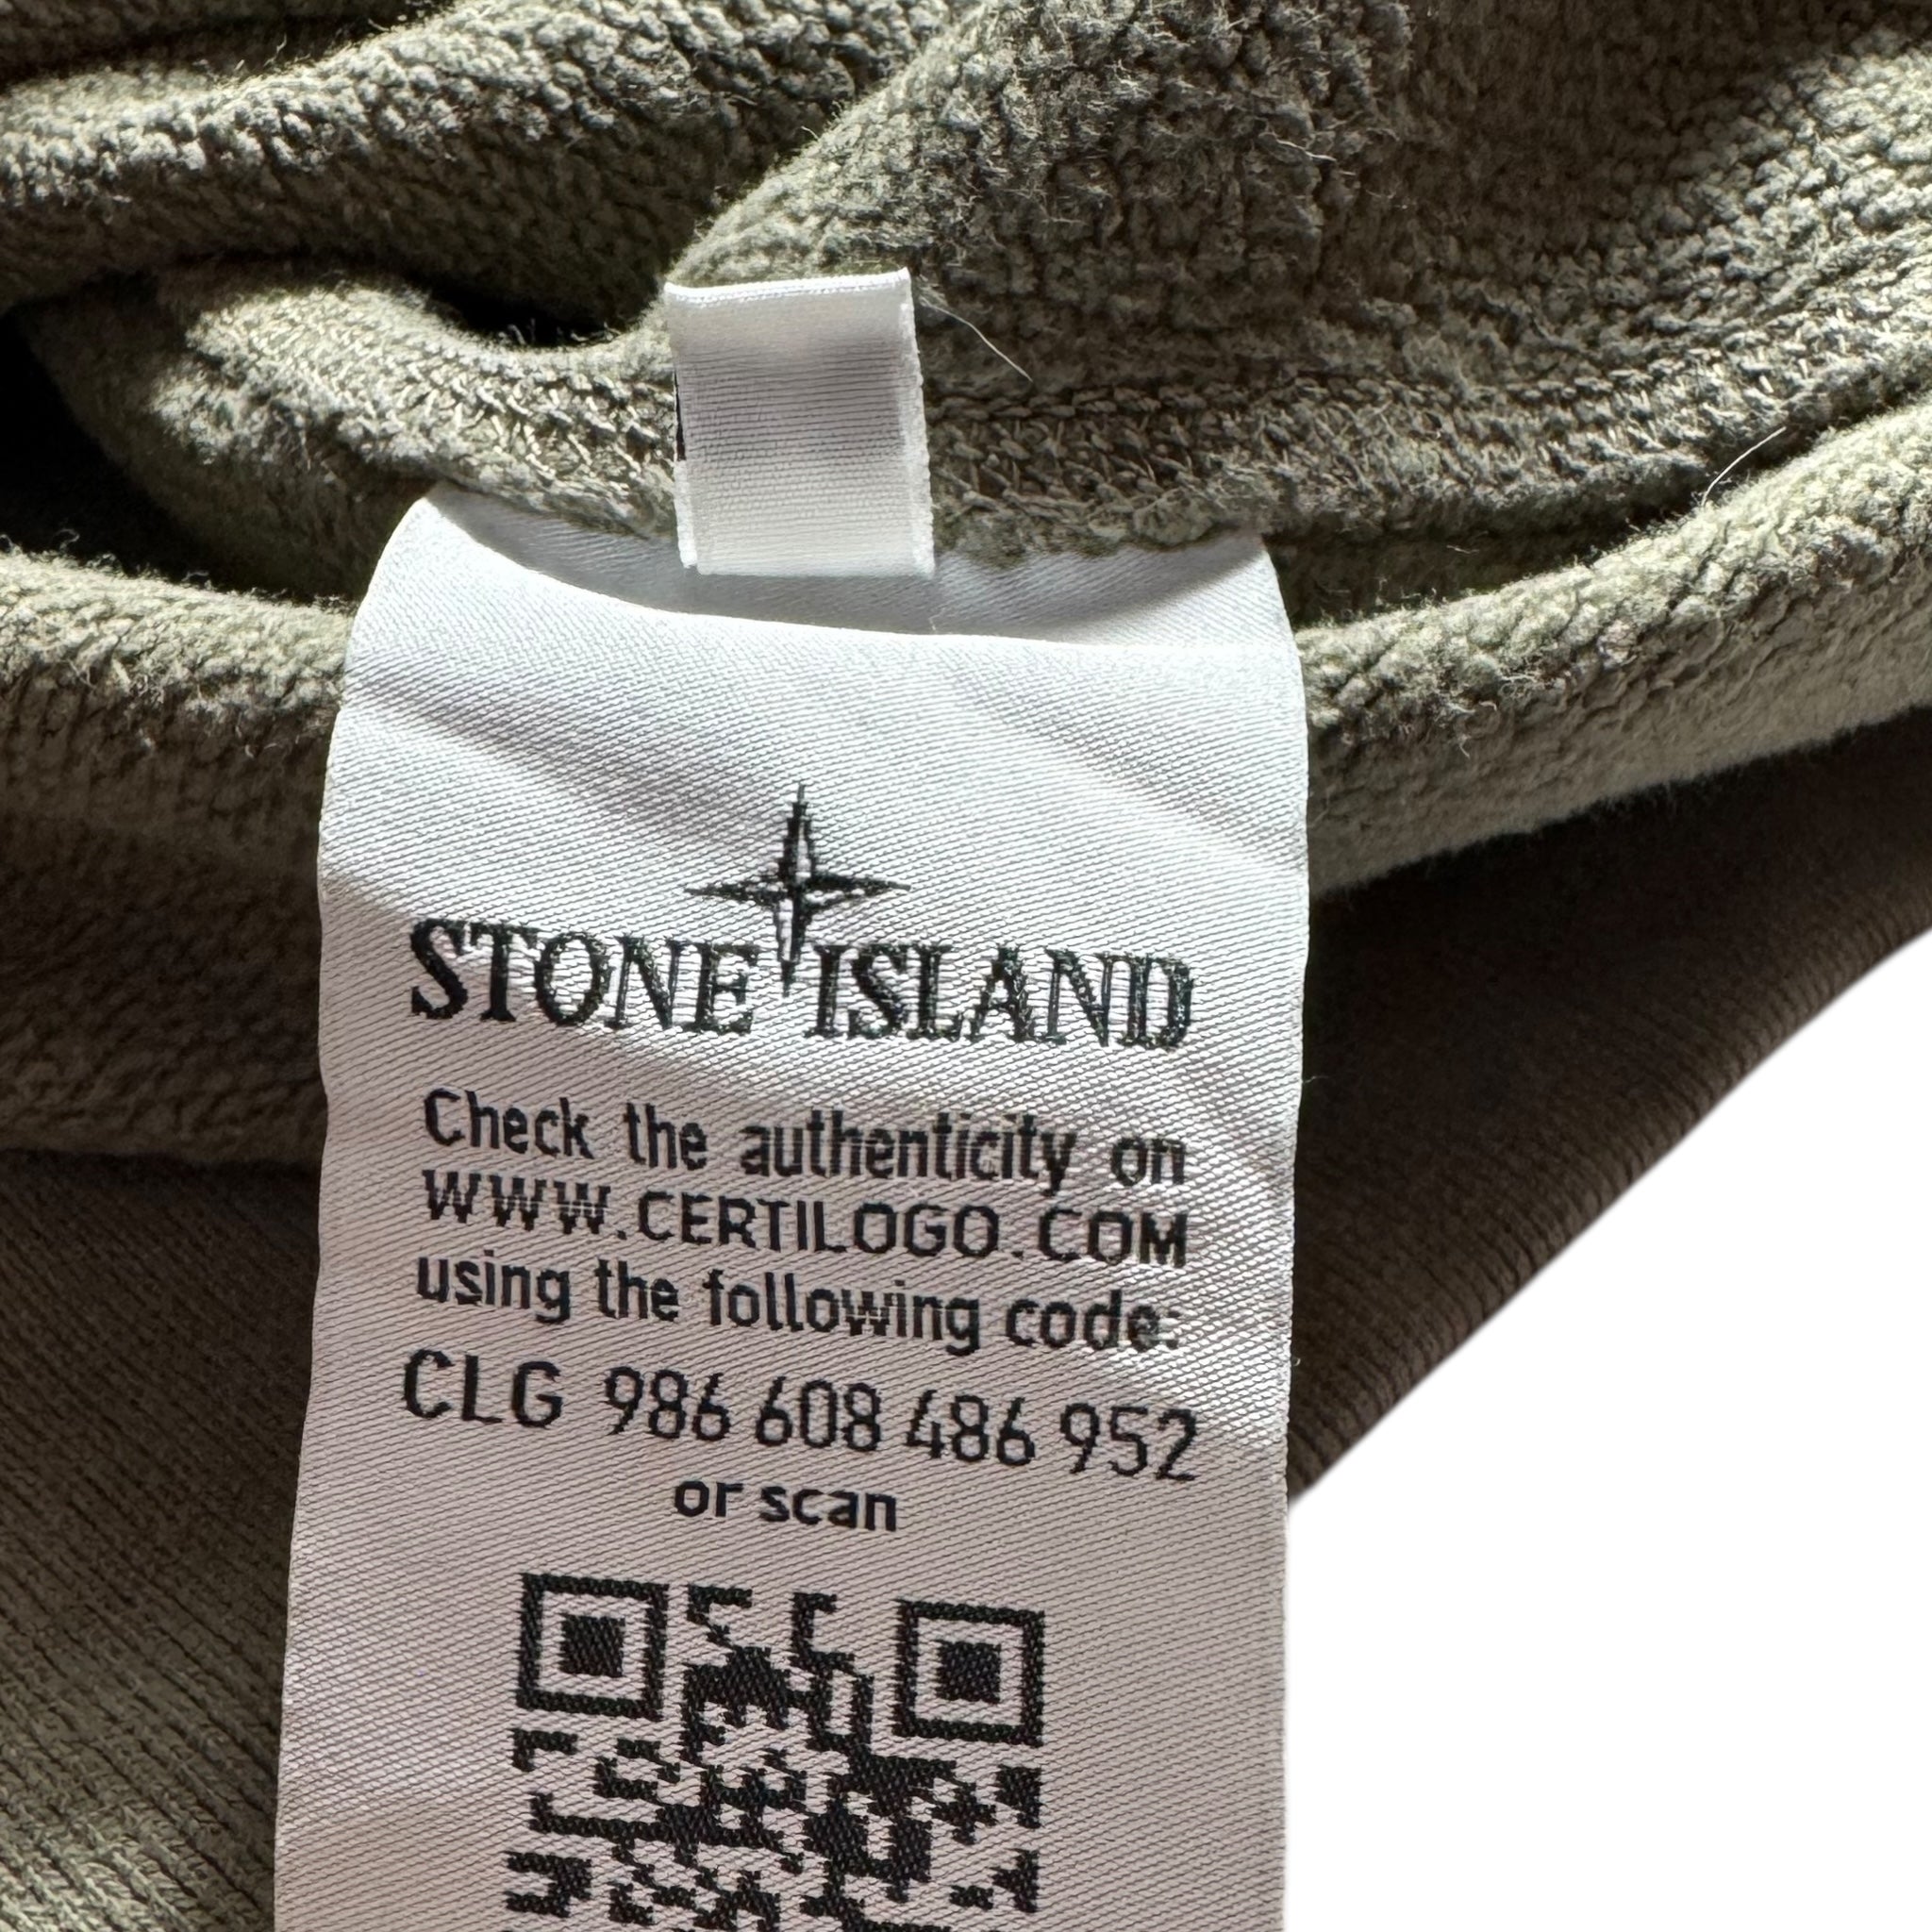 STONE ISLAND
Check the authenticity on
WWW.CERTILOGO.COM
using the following code:
CLG 986 608 486 952
or scan